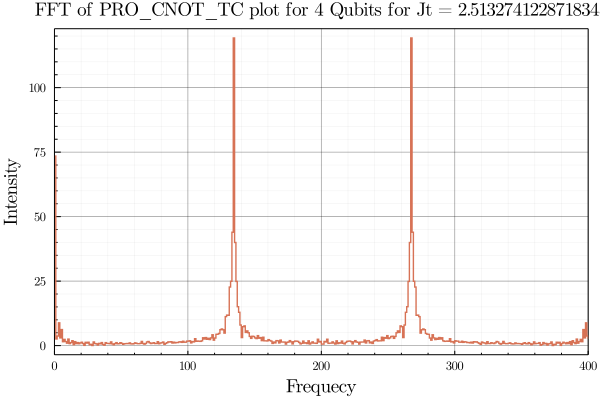 FFT of PRO_CNOT_TC plot for 4 Qubits for Jt = 2.513274122871834
Intensity
100
75
50
25
0
0 100 200 300 400
Frequecy